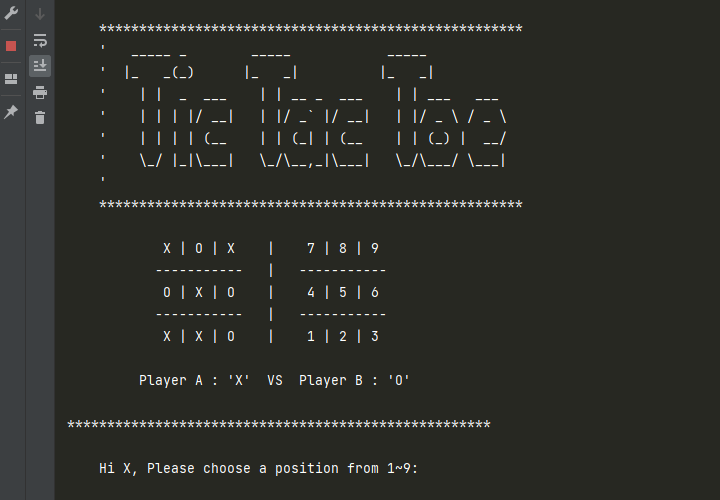 *****************************************************
'   _____ _        _____            _____
'  |_   _(_)      |_   _|          |_   _|
'    | |  _  ___    | | __ _  ___    | | ___   ___
'    | | | |/ __|   | |/ _` |/ __|   | |/ _ \ / _ \
'    | | | | (__    | | (_| | (__    | | (_) |  __/
'    \_/ |_|\___|   \_/\__,_|\___|   \_/\___/ \___|
'
*****************************************************
X | O | X    |    7 | 8 | 9
-----------   |   -----------
O | X | O    |    4 | 5 | 6
-----------   |   -----------
X | X | O    |    1 | 2 | 3
Player A : 'X'  VS  Player B : 'O'
*****************************************************
Hi X, Please choose a position from 1~9: